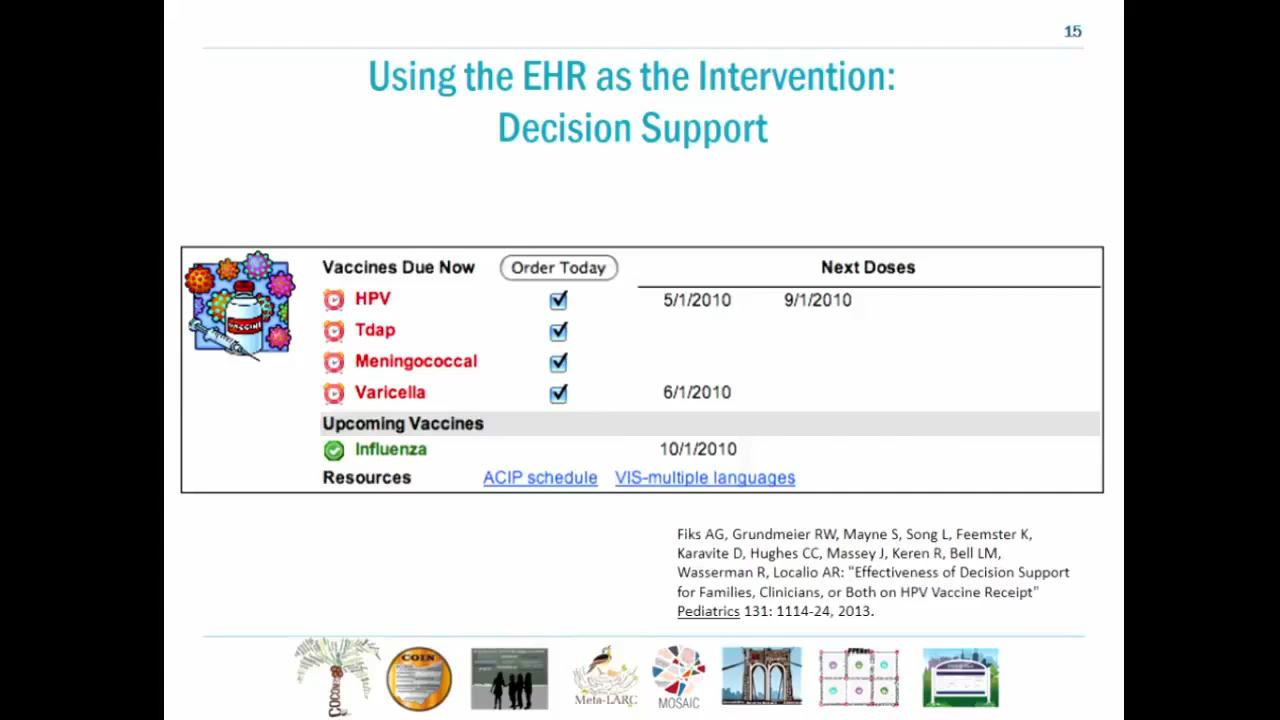 15
Using the EHR as the Intervention:
Decision Support
Vaccines Due Now Order Today Next Doses
HPV 5/1/2010 9/1/2010
Tdap
Meningococcal
Varicella 6/1/2010
Upcoming Vaccines
Influenza 10/1/2010
Resources ACIP schedule VIS-multiple languages
VACCINE
Fiks AG, Grundmeier RW, Mayne S, Song L, Feemster K,
Karavite D, Hughes CC, Massey J, Keren R, Bell LM,
Wasserman R, Localio AR: "Effectiveness of Decision Support
for Families, Clinicians, or Both on HPV Vaccine Receipt"
Pediatrics 131: 1114-24, 2013.
COIN
Meta-LARC
MOSAIC
PPRNet